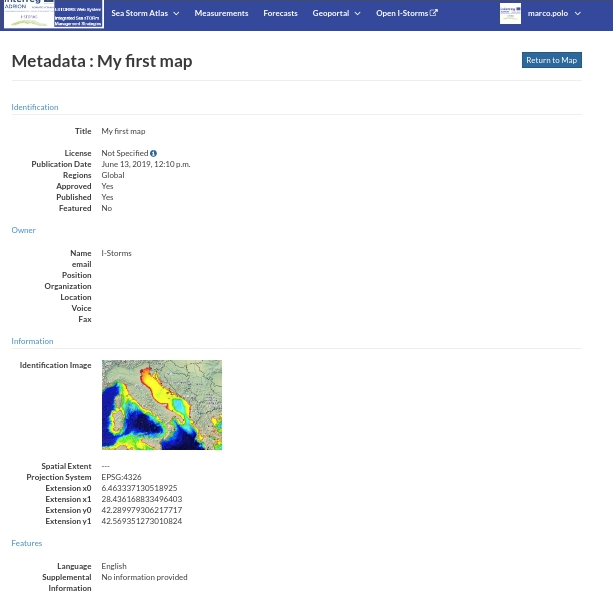 ADRION
I-STORMS Web System
Integrated Sea sTORm
Management Strategies
Sea Storm Atlas
Measurements
Forecasts
Geoportal
Open I-Storms
marco.polo
Metadata : My first map
Return to Map
Identification
Title My first map
License Not Specified
Publication Date June 13, 2019, 12:10 p.m.
Regions Global
Approved Yes
Published Yes
Featured No
Owner
Name I-Storms
email
Position
Organization
Location
Voice
Fax
Information
Identification Image
Spatial Extent ---
Projection System EPSG:4326
Extension x0 6.463337130518925
Extension x1 28.436168833496403
Extension y0 42.289979306217717
Extension y1 42.569351273010824
Features
Language English
Supplemental No information provided
Information